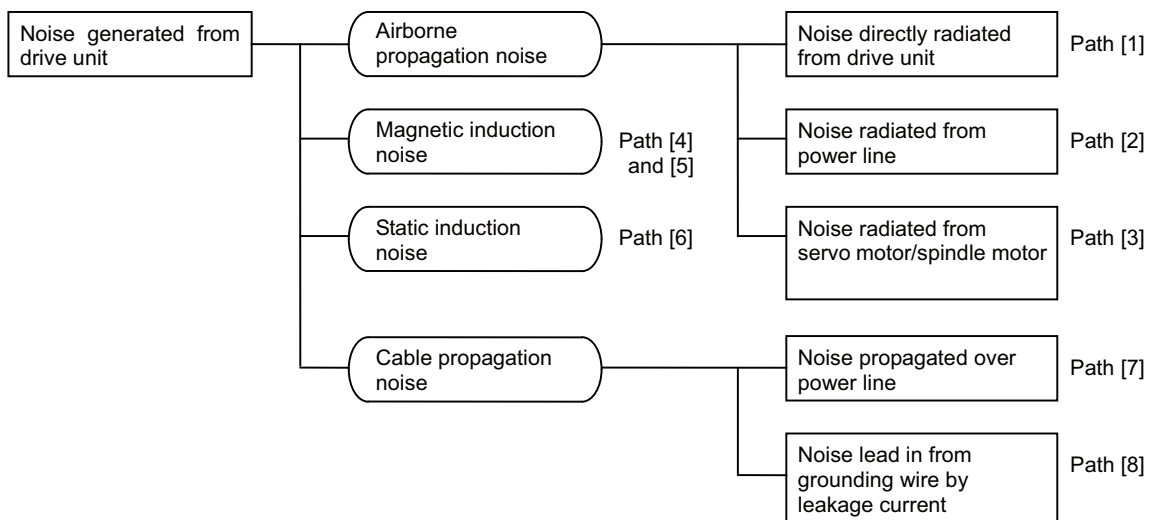 Noise generated from
drive unit
Airborne
propagation noise
Noise directly radiated
from drive unit
Path [1]
Magnetic induction
noise
Path [4]
and [5]
Noise radiated from
power line
Path [2]
Static induction
noise
Path [6]
Noise radiated from
servo motor/spindle motor
Path [3]
Cable propagation
noise
Noise propagated over
power line
Path [7]
Noise lead in from
grounding wire by
leakage current
Path [8]